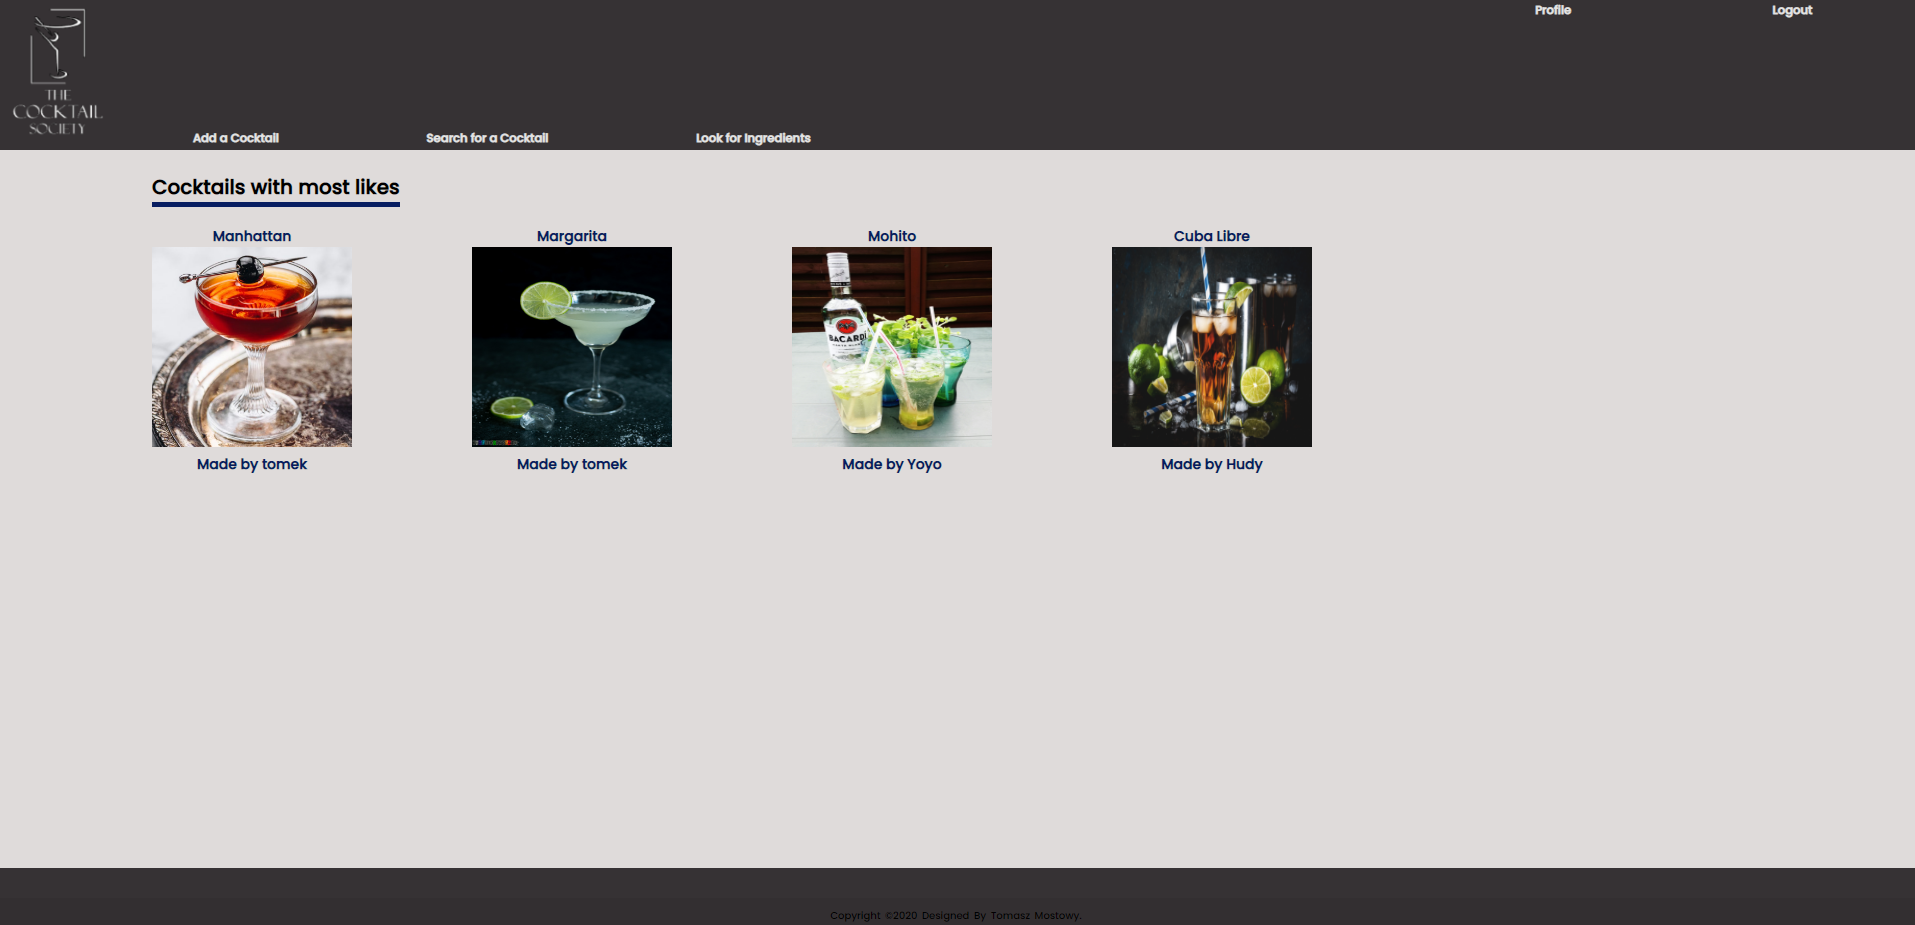 Profile
Logout
THE
COCKTAIL
SOCIETY
Add a Cocktail
Search for a Cocktail
Look for Ingredients
Cocktails with most likes
Manhattan
Margarita
Mohito
Cuba Libre
BACARDI
Made by tomek
Made by tomek
Made by Yoyo
Made by Hudy
Copyright ©2020 Designed By Tomasz Mostowy.